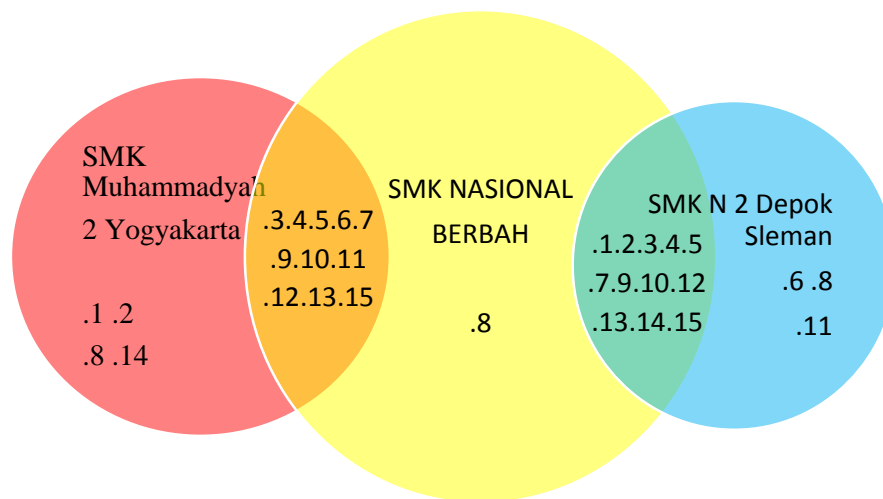 SMK
Muhammadyah
2 Yogyakarta
.1 .2
.8 .14
.3.4.5.6.7
.9.10.11
.12.13.15
SMK NASIONAL
BERBAH
.8
.1.2.3.4.5
.7.9.10.12
.13.14.15
SMK N 2 Depok
Sleman
.6 .8
.11